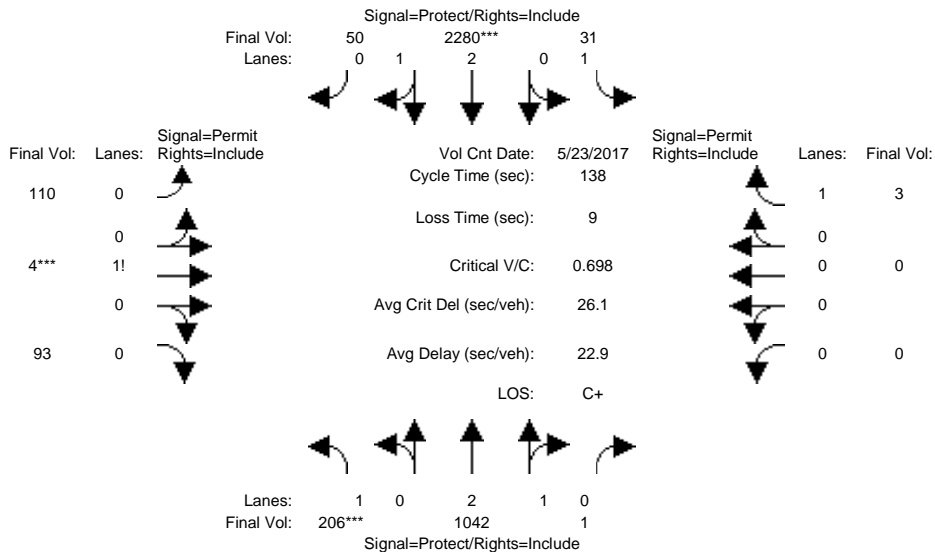 Signal=Protect/Rights=Include
Final Vol: 50 2280*** 31
Lanes: 0 1 2 0 1
Signal=Permit Signal=Permit
Final Vol: Lanes: Rights=Include Vol Cnt Date: 5/23/2017 Rights=Include Lanes: Final Vol:
Cycle Time (sec): 138
110 0 1 3
Loss Time (sec): 9
0 0
4*** 1! Critical V/C: 0.698 0 0
0 Avg Crit Del (sec/veh): 26.1 0
93 0 Avg Delay (sec/veh): 22.9 0 0
LOS: C+
Lanes: 1 0 2 1 0
Final Vol: 206*** 1042 1
Signal=Protect/Rights=Include